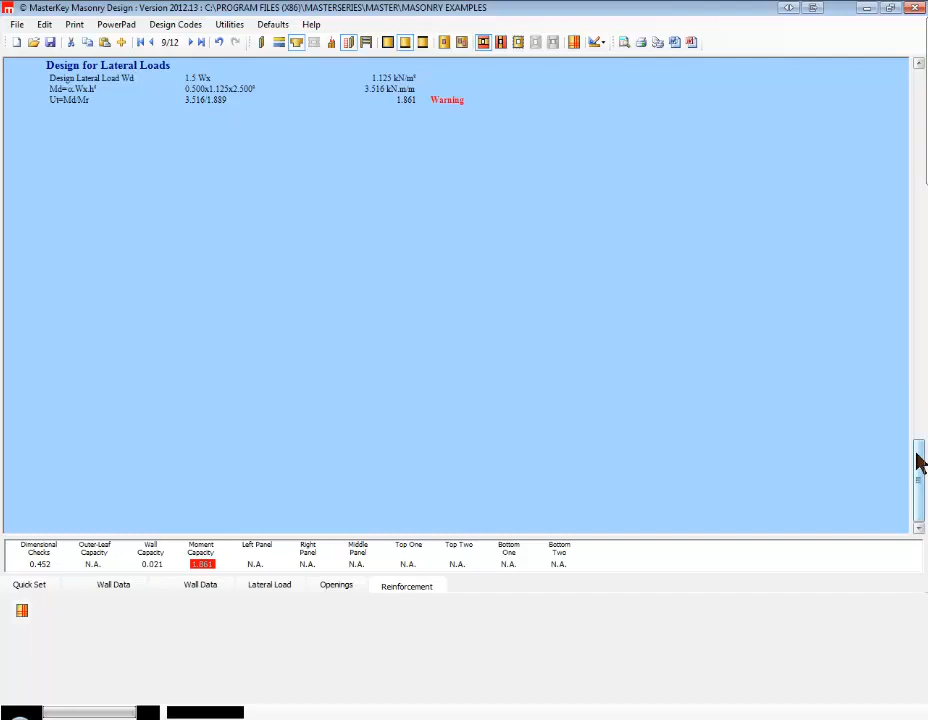 © MasterKey Masonry Design : Version 2012.13 : C:\PROGRAM FILES (X86)\MASTERSERIES\MASTER\MASONRY EXAMPLES
File Edit Print PowerPad Design Codes Utilities Defaults Help
9/12
Design for Lateral Loads
Design Lateral Load Wd 1.5 Wx 1.125 kN/m²
Md=α.Wx.h² 0.500x1.125x2.500² 3.516 kN.m/m
Ut=Md/Mr 3.516/1.889 1.861 Warning
Dimensional Checks Outer-Leaf Capacity Wall Capacity Moment Capacity Left Panel Right Panel Middle Panel Top One Top Two Bottom One Bottom Two
0.452 N.A. 0.021 1.861 N.A. N.A. N.A. N.A. N.A. N.A. N.A.
Quick Set Wall Data Wall Data Lateral Load Openings Reinforcement